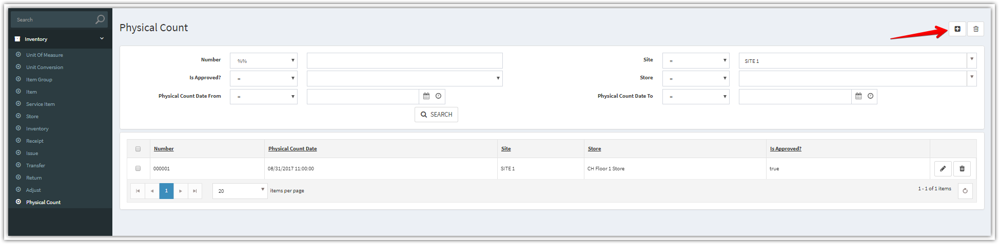 Search
Physical Count
Inventory
Unit Of Measure
Unit Conversion
Item Group
Item
Service Item
Store
Inventory
Receipt
Issue
Transfer
Return
Adjust
Physical Count
Number %% Site = SITE 1
Is Approved? = Store =
Physical Count Date From = Physical Count Date To =
SEARCH
Number Physical Count Date Site Store Is Approved?
000001 08/31/2017 11:00:00 SITE 1 CH Floor 1 Store true
1 20 items per page 1 - 1 of 1 items